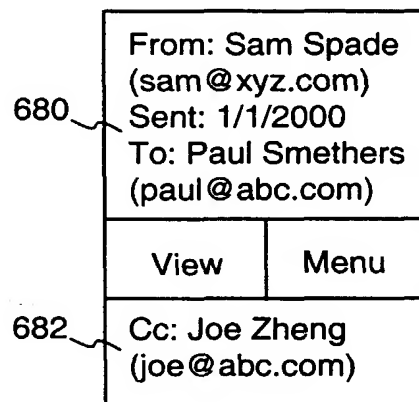 From: Sam Spade
(sam@xyz.com)
680
Sent: 1/1/2000
To: Paul Smethers
(paul@abc.com)
View Menu
682
Cc: Joe Zheng
(joe@abc.com)